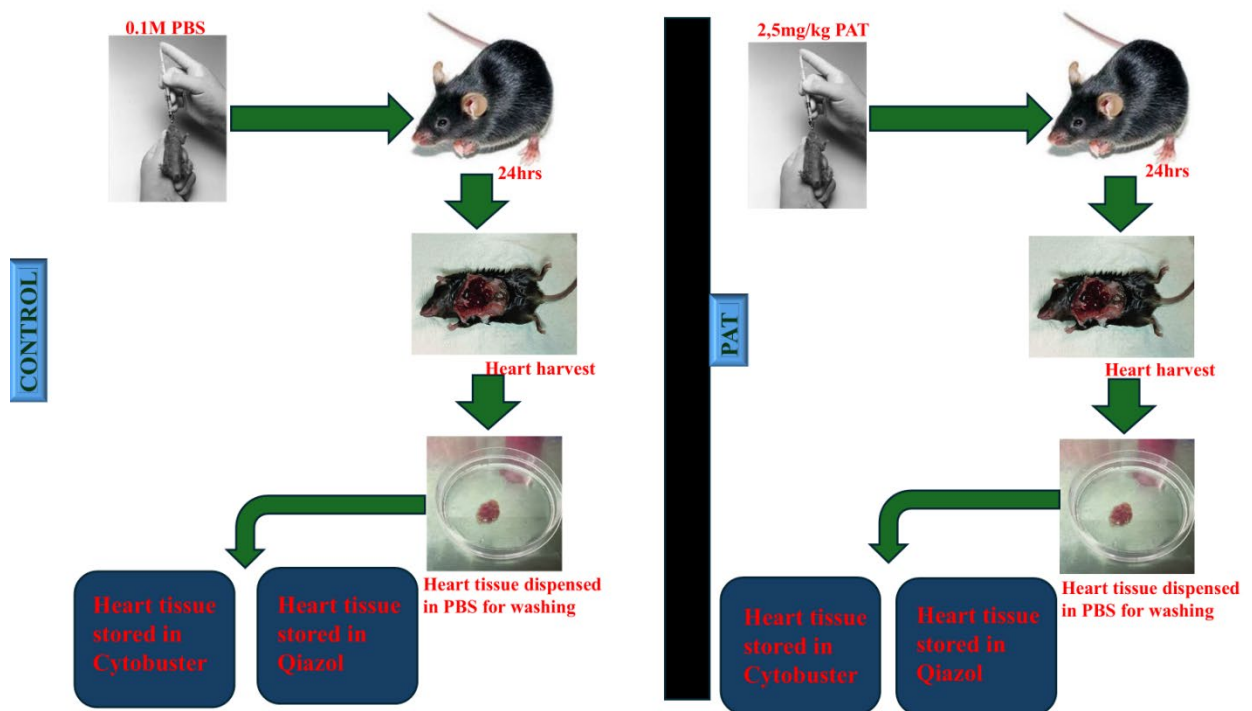 0.1M PBS
24hrs
CONTROL
Heart harvest
Heart tissue dispensed
in PBS for washing
Heart tissue
stored in
Cytobuster
Heart tissue
stored in
Qiazol
2,5mg/kg PAT
24hrs
PAT
Heart harvest
Heart tissue dispensed
in PBS for washing
Heart tissue
stored in
Cytobuster
Heart tissue
stored in
Qiazol